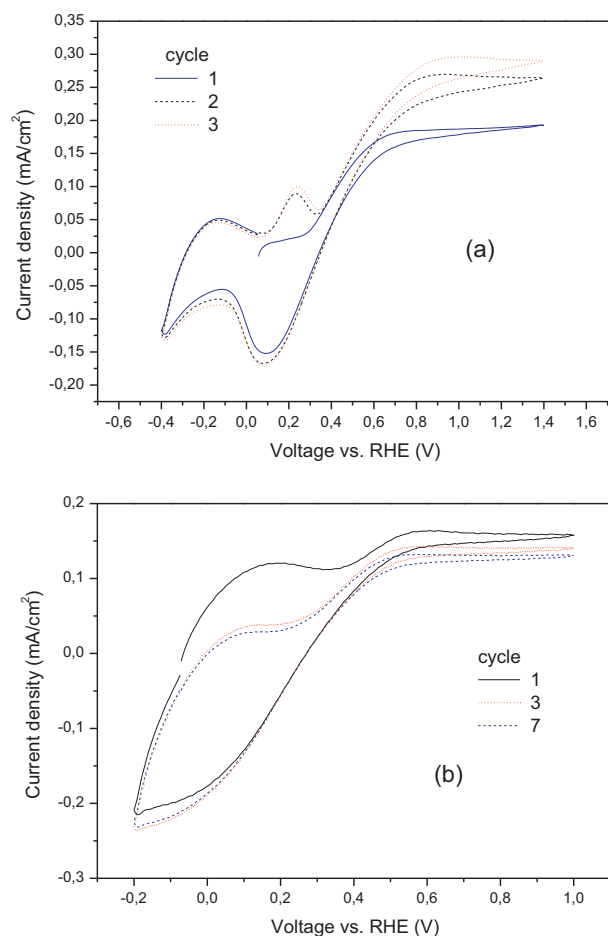 0,35
0,30
0,25
0,20
0,15
0,10
0,05
0,00
-0,05
-0,10
-0,15
-0,20
Current density (mA/cm²)
cycle
1
2
3
(a)
-0,6 -0,4 -0,2 0,0 0,2 0,4 0,6 0,8 1,0 1,2 1,4 1,6
Voltage vs. RHE (V)
0,2
0,1
0,0
-0,1
-0,2
-0,3
Current density (mA/cm²)
cycle
1
3
7
(b)
-0,2 0,0 0,2 0,4 0,6 0,8 1,0
Voltage vs. RHE (V)